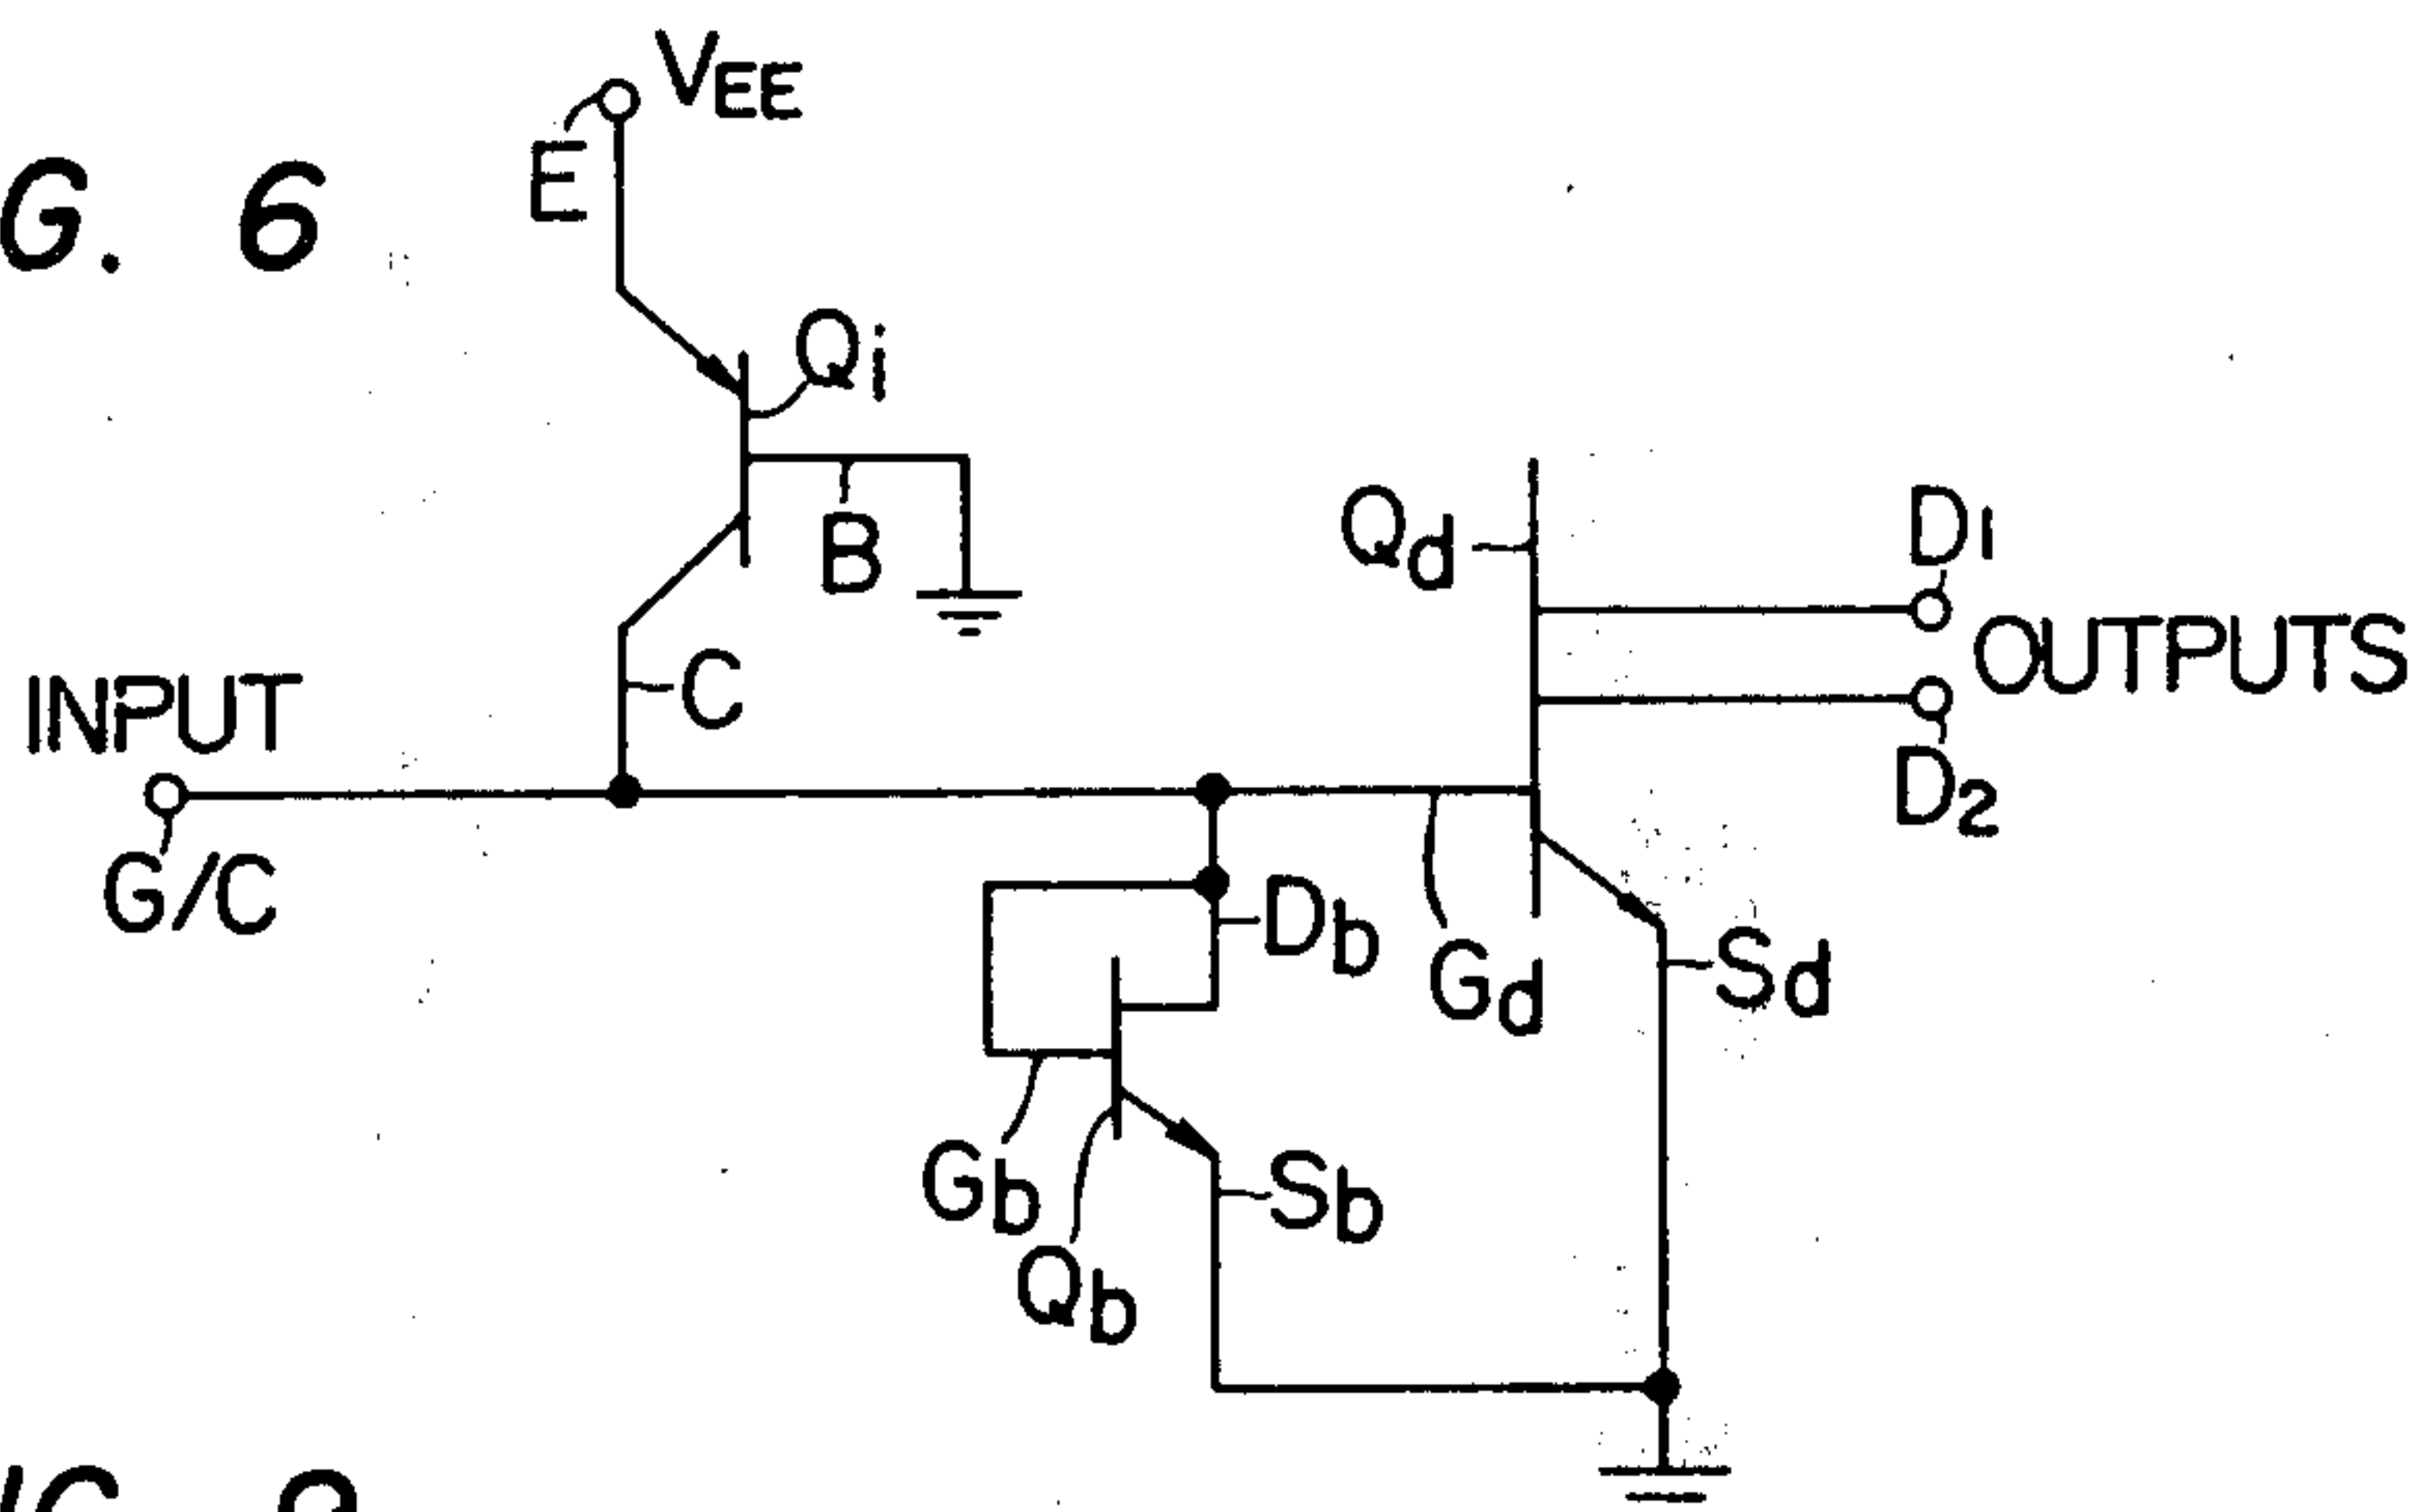 G. 6
VEE
E
Qi
B
C
INPUT
G/C
Qd
D1
OUTPUTS
D2
Db
Gd
Sd
Gb
Sb
Qb